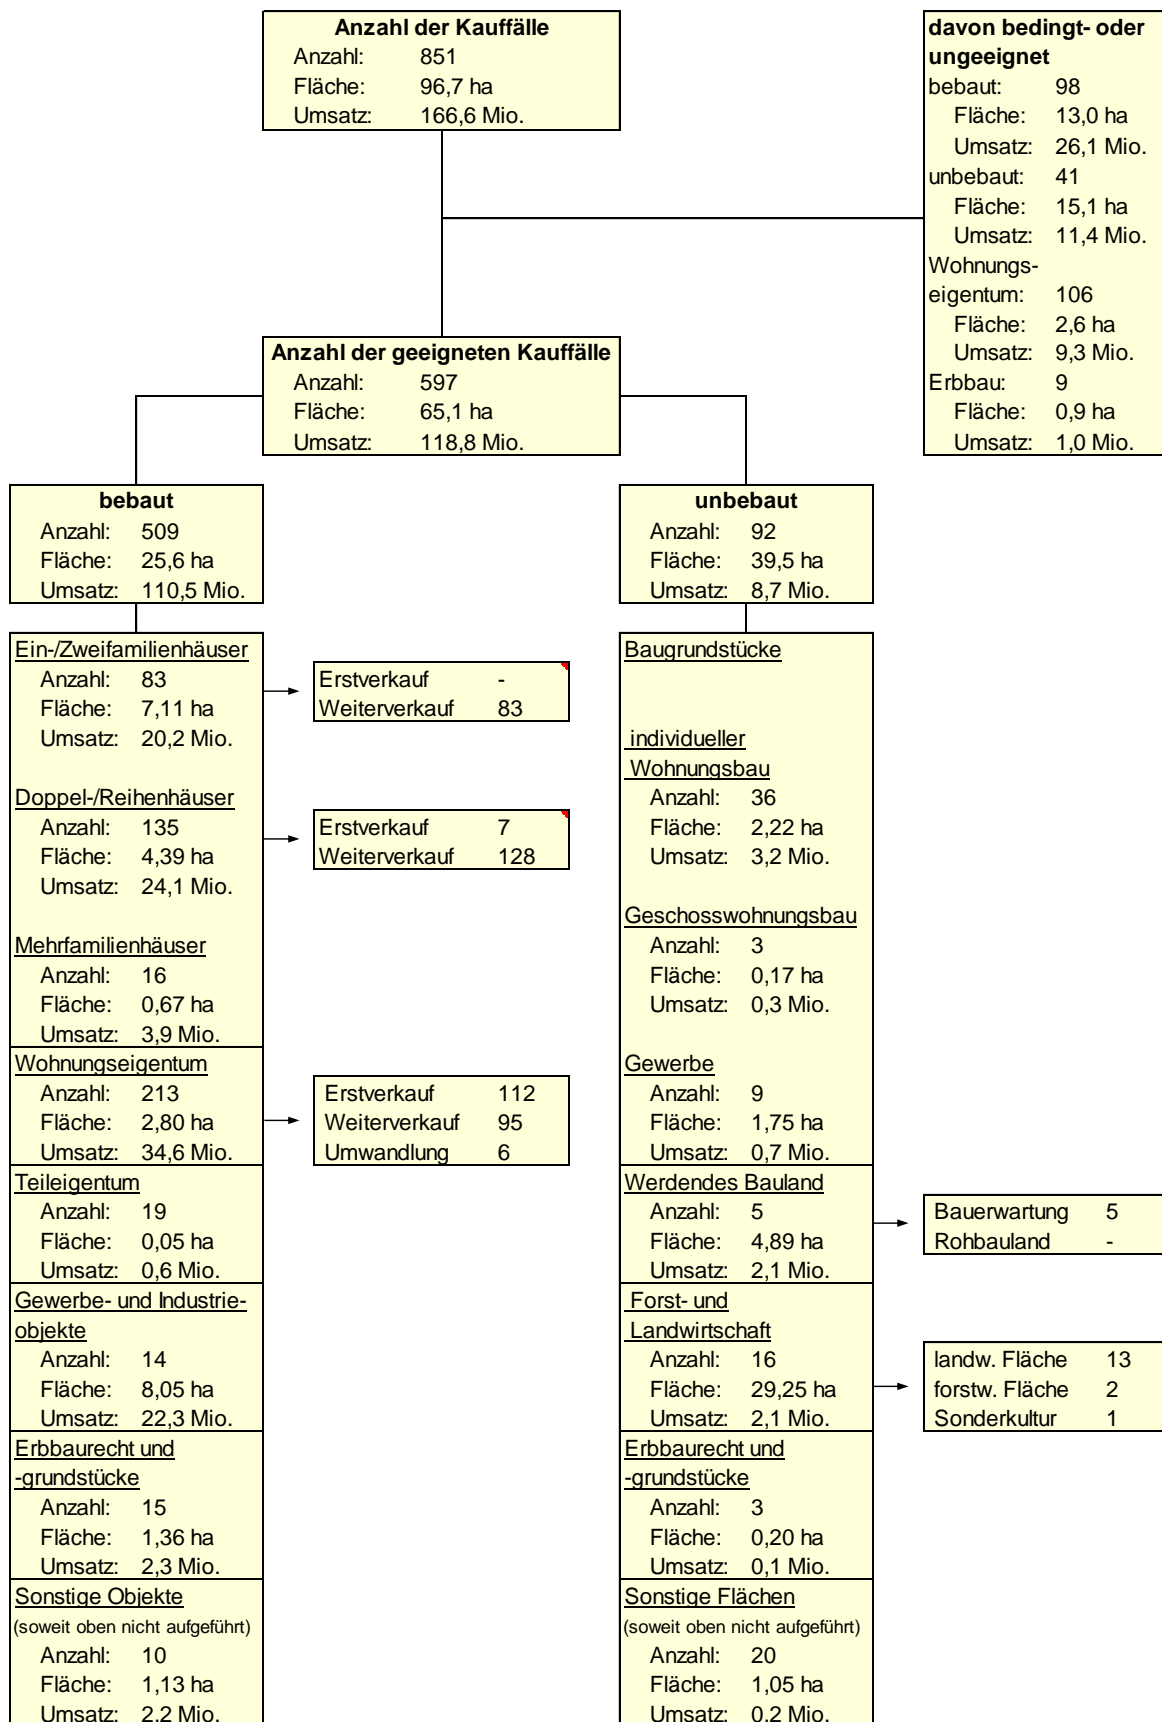 Anzahl der Kauffälle
Anzahl: 851
Fläche: 96,7 ha
Umsatz: 166,6 Mio.
davon bedingt- oder
ungeeignet
bebaut: 98
Fläche: 13,0 ha
Umsatz: 26,1 Mio.
unbebaut: 41
Fläche: 15,1 ha
Umsatz: 11,4 Mio.
Wohnungs-
eigentum: 106
Fläche: 2,6 ha
Umsatz: 9,3 Mio.
Erbbau: 9
Fläche: 0,9 ha
Umsatz: 1,0 Mio.
Anzahl der geeigneten Kauffälle
Anzahl: 597
Fläche: 65,1 ha
Umsatz: 118,8 Mio.
bebaut
Anzahl: 509
Fläche: 25,6 ha
Umsatz: 110,5 Mio.
Ein-/Zweifamilienhäuser
Anzahl: 83
Fläche: 7,11 ha
Umsatz: 20,2 Mio.
Erstverkauf -
Weiterverkauf 83
Doppel-/Reihenhäuser
Anzahl: 135
Fläche: 4,39 ha
Umsatz: 24,1 Mio.
Erstverkauf 7
Weiterverkauf 128
Mehrfamilienhäuser
Anzahl: 16
Fläche: 0,67 ha
Umsatz: 3,9 Mio.
Wohnungseigentum
Anzahl: 213
Fläche: 2,80 ha
Umsatz: 34,6 Mio.
Erstverkauf 112
Weiterverkauf 95
Umwandlung 6
Teileigentum
Anzahl: 19
Fläche: 0,05 ha
Umsatz: 0,6 Mio.
Gewerbe- und Industrie-
objekte
Anzahl: 14
Fläche: 8,05 ha
Umsatz: 22,3 Mio.
Erbbaurecht und
-grundstücke
Anzahl: 15
Fläche: 1,36 ha
Umsatz: 2,3 Mio.
Sonstige Objekte
(soweit oben nicht aufgeführt)
Anzahl: 10
Fläche: 1,13 ha
Umsatz: 2,2 Mio.
unbebaut
Anzahl: 92
Fläche: 39,5 ha
Umsatz: 8,7 Mio.
Baugrundstücke
individueller
Wohnungsbau
Anzahl: 36
Fläche: 2,22 ha
Umsatz: 3,2 Mio.
Geschosswohnungsbau
Anzahl: 3
Fläche: 0,17 ha
Umsatz: 0,3 Mio.
Gewerbe
Anzahl: 9
Fläche: 1,75 ha
Umsatz: 0,7 Mio.
Werdendes Bauland
Anzahl: 5
Fläche: 4,89 ha
Umsatz: 2,1 Mio.
Bauerwartung 5
Rohbauland -
Forst- und
Landwirtschaft
Anzahl: 16
Fläche: 29,25 ha
Umsatz: 2,1 Mio.
landw. Fläche 13
forstw. Fläche 2
Sonderkultur 1
Erbbaurecht und
-grundstücke
Anzahl: 3
Fläche: 0,20 ha
Umsatz: 0,1 Mio.
Sonstige Flächen
(soweit oben nicht aufgeführt)
Anzahl: 20
Fläche: 1,05 ha
Umsatz: 0,2 Mio.